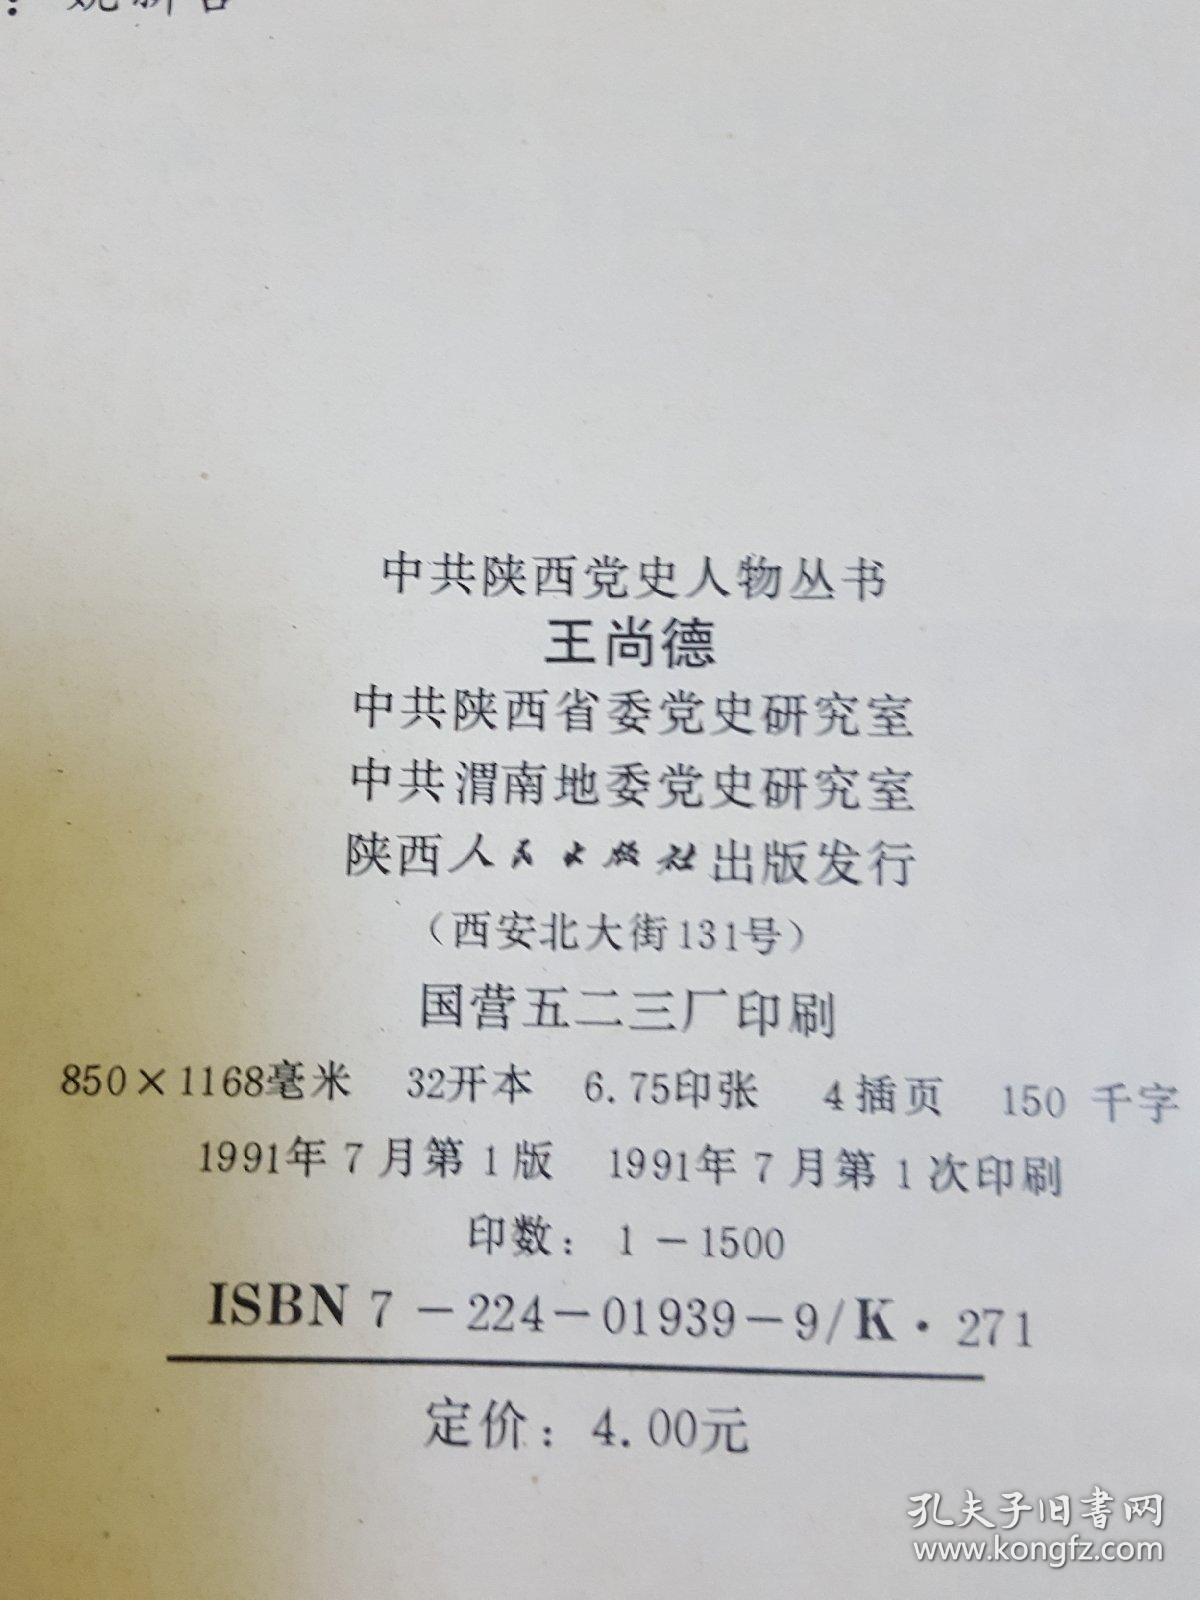 中共陕西党史人物丛书
王尚德
中共陕西省委党史研究室
中共渭南地委党史研究室
陕西人民出版社出版发行
（西安北大街131号）
国营五二三厂印刷
850×1168毫米 32开本 6.75印张 4插页 150千字
1991年7月第1版 1991年7月第1次印刷
印数：1－1500
ISBN 7－224－01939－9/K·271
定价：4.00元
孔夫子旧書网
www.kongfz.com